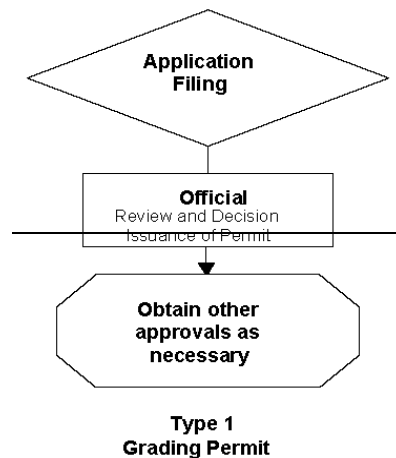 Application
Filing
Official
Review and Decision
Issuance of Permit
Obtain other
approvals as
necessary
Type 1
Grading Permit